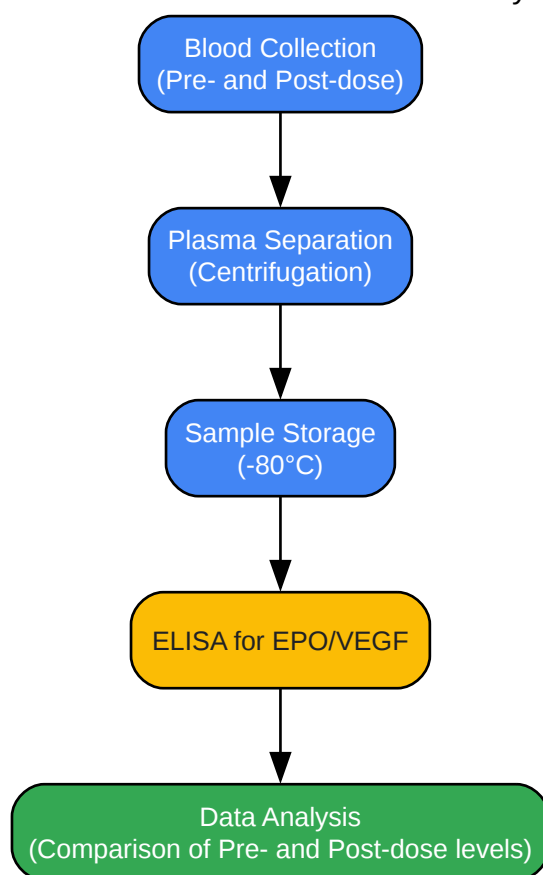 Blood Collection
(Pre- and Post-dose)
Plasma Separation
(Centrifugation)
Sample Storage
(-80°C)
ELISA for EPO/VEGF
Data Analysis
(Comparison of Pre- and Post-dose levels)